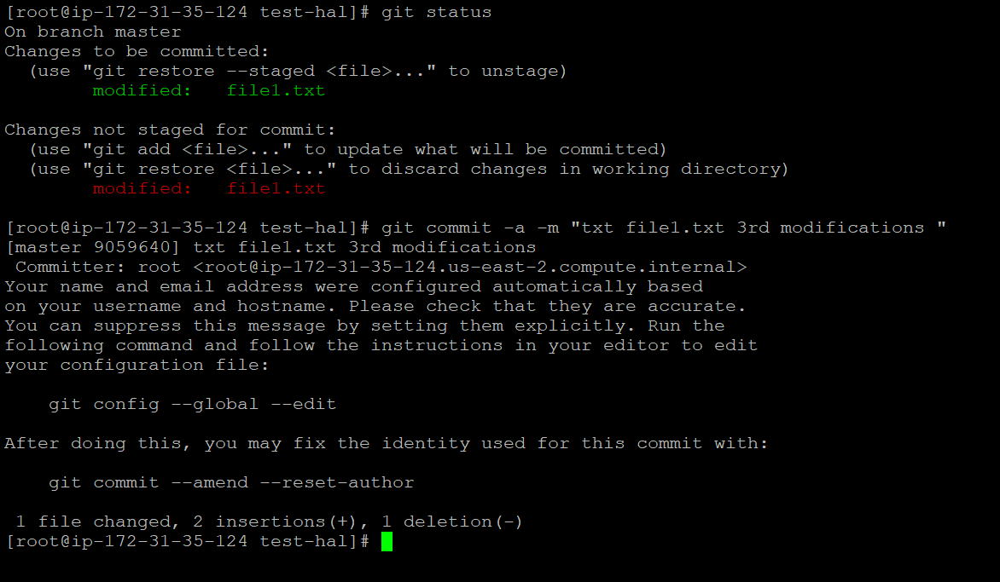 [root@ip-172-31-35-124 test-hal]# git status
On branch master
Changes to be committed:
  (use "git restore --staged <file>..." to unstage)
        modified:   file1.txt

Changes not staged for commit:
  (use "git add <file>..." to update what will be committed)
  (use "git restore <file>..." to discard changes in working directory)
        modified:   file1.txt

[root@ip-172-31-35-124 test-hal]# git commit -a -m "txt file1.txt 3rd modifications "
[master 9059640] txt file1.txt 3rd modifications
 Committer: root <root@ip-172-31-35-124.us-east-2.compute.internal>
Your name and email address were configured automatically based
on your username and hostname. Please check that they are accurate.
You can suppress this message by setting them explicitly. Run the
following command and follow the instructions in your editor to edit
your configuration file:

    git config --global --edit

After doing this, you may fix the identity used for this commit with:

    git commit --amend --reset-author

 1 file changed, 2 insertions(+), 1 deletion(-)
[root@ip-172-31-35-124 test-hal]#